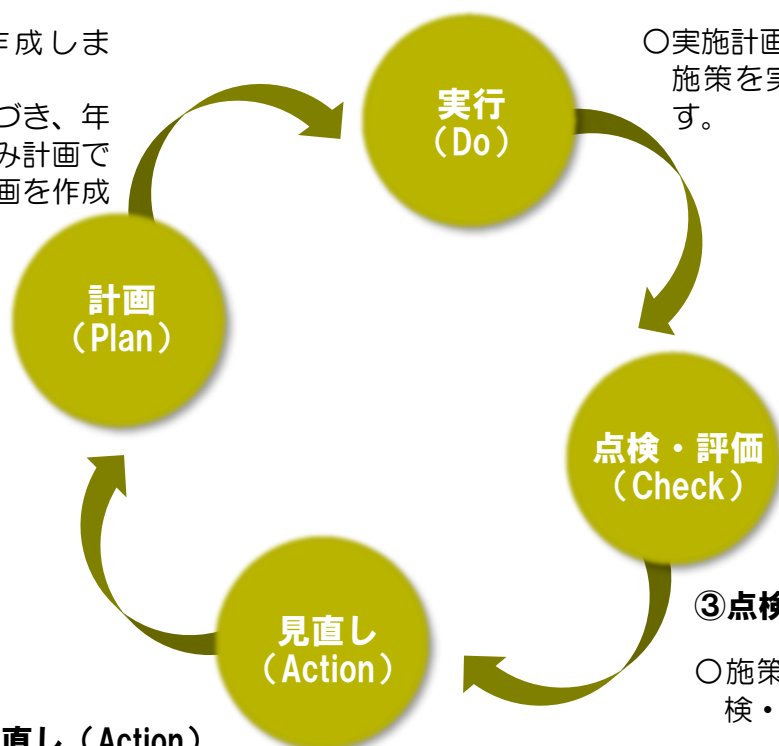 作成しま
づき、年
み計画で
画を作成
実行
（Do）
〇実施計画
施策を実
す。
計画
（Plan）
点検・評価
（Check）
見直し
（Action）
③点検
〇施策
検・
直し（Action）